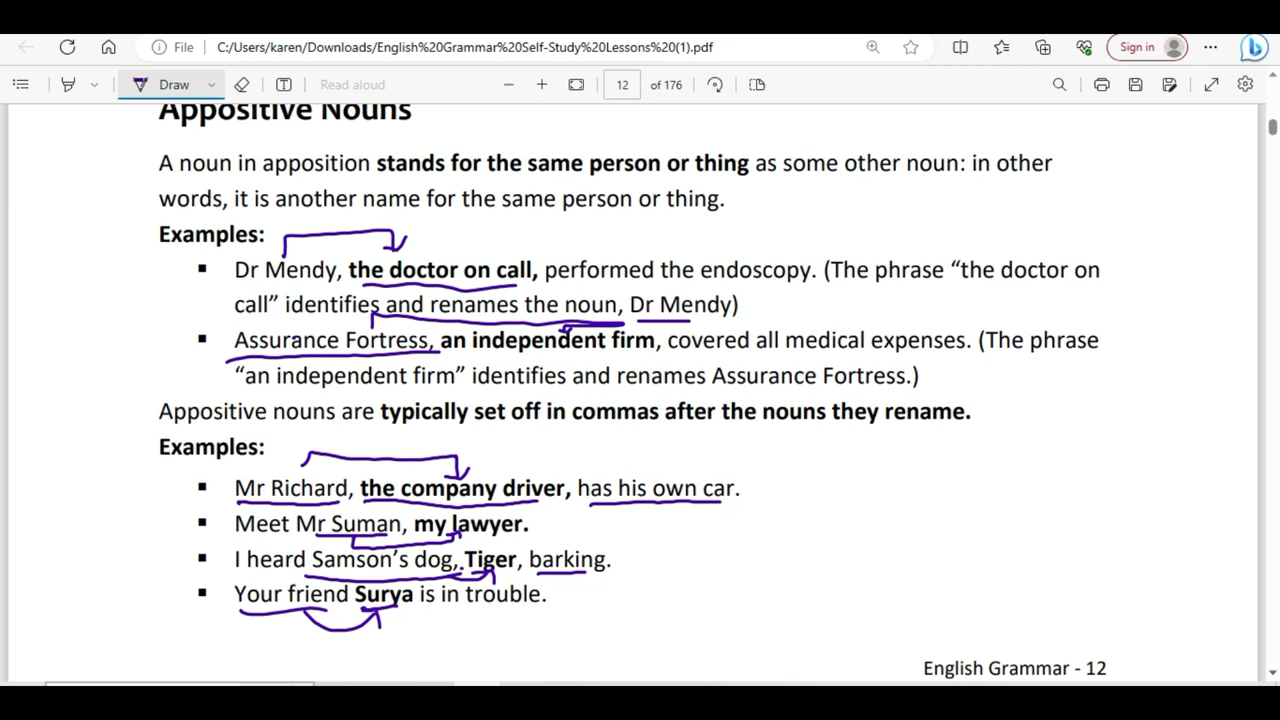 File C:/Users/karen/Downloads/English%20Grammar%20Self-Study%20Lessons%20(1).pdf Sign in
Draw Read aloud 12 of 176
Appositive Nouns
A noun in apposition stands for the same person or thing as some other noun: in other
words, it is another name for the same person or thing.
Examples:
▪ Dr Mendy, the doctor on call, performed the endoscopy. (The phrase “the doctor on
call” identifies and renames the noun, Dr Mendy)
▪ Assurance Fortress, an independent firm, covered all medical expenses. (The phrase
“an independent firm” identifies and renames Assurance Fortress.)
Appositive nouns are typically set off in commas after the nouns they rename.
Examples:
▪ Mr Richard, the company driver, has his own car.
▪ Meet Mr Suman, my lawyer.
▪ I heard Samson’s dog, Tiger, barking.
▪ Your friend Surya is in trouble.
English Grammar - 12